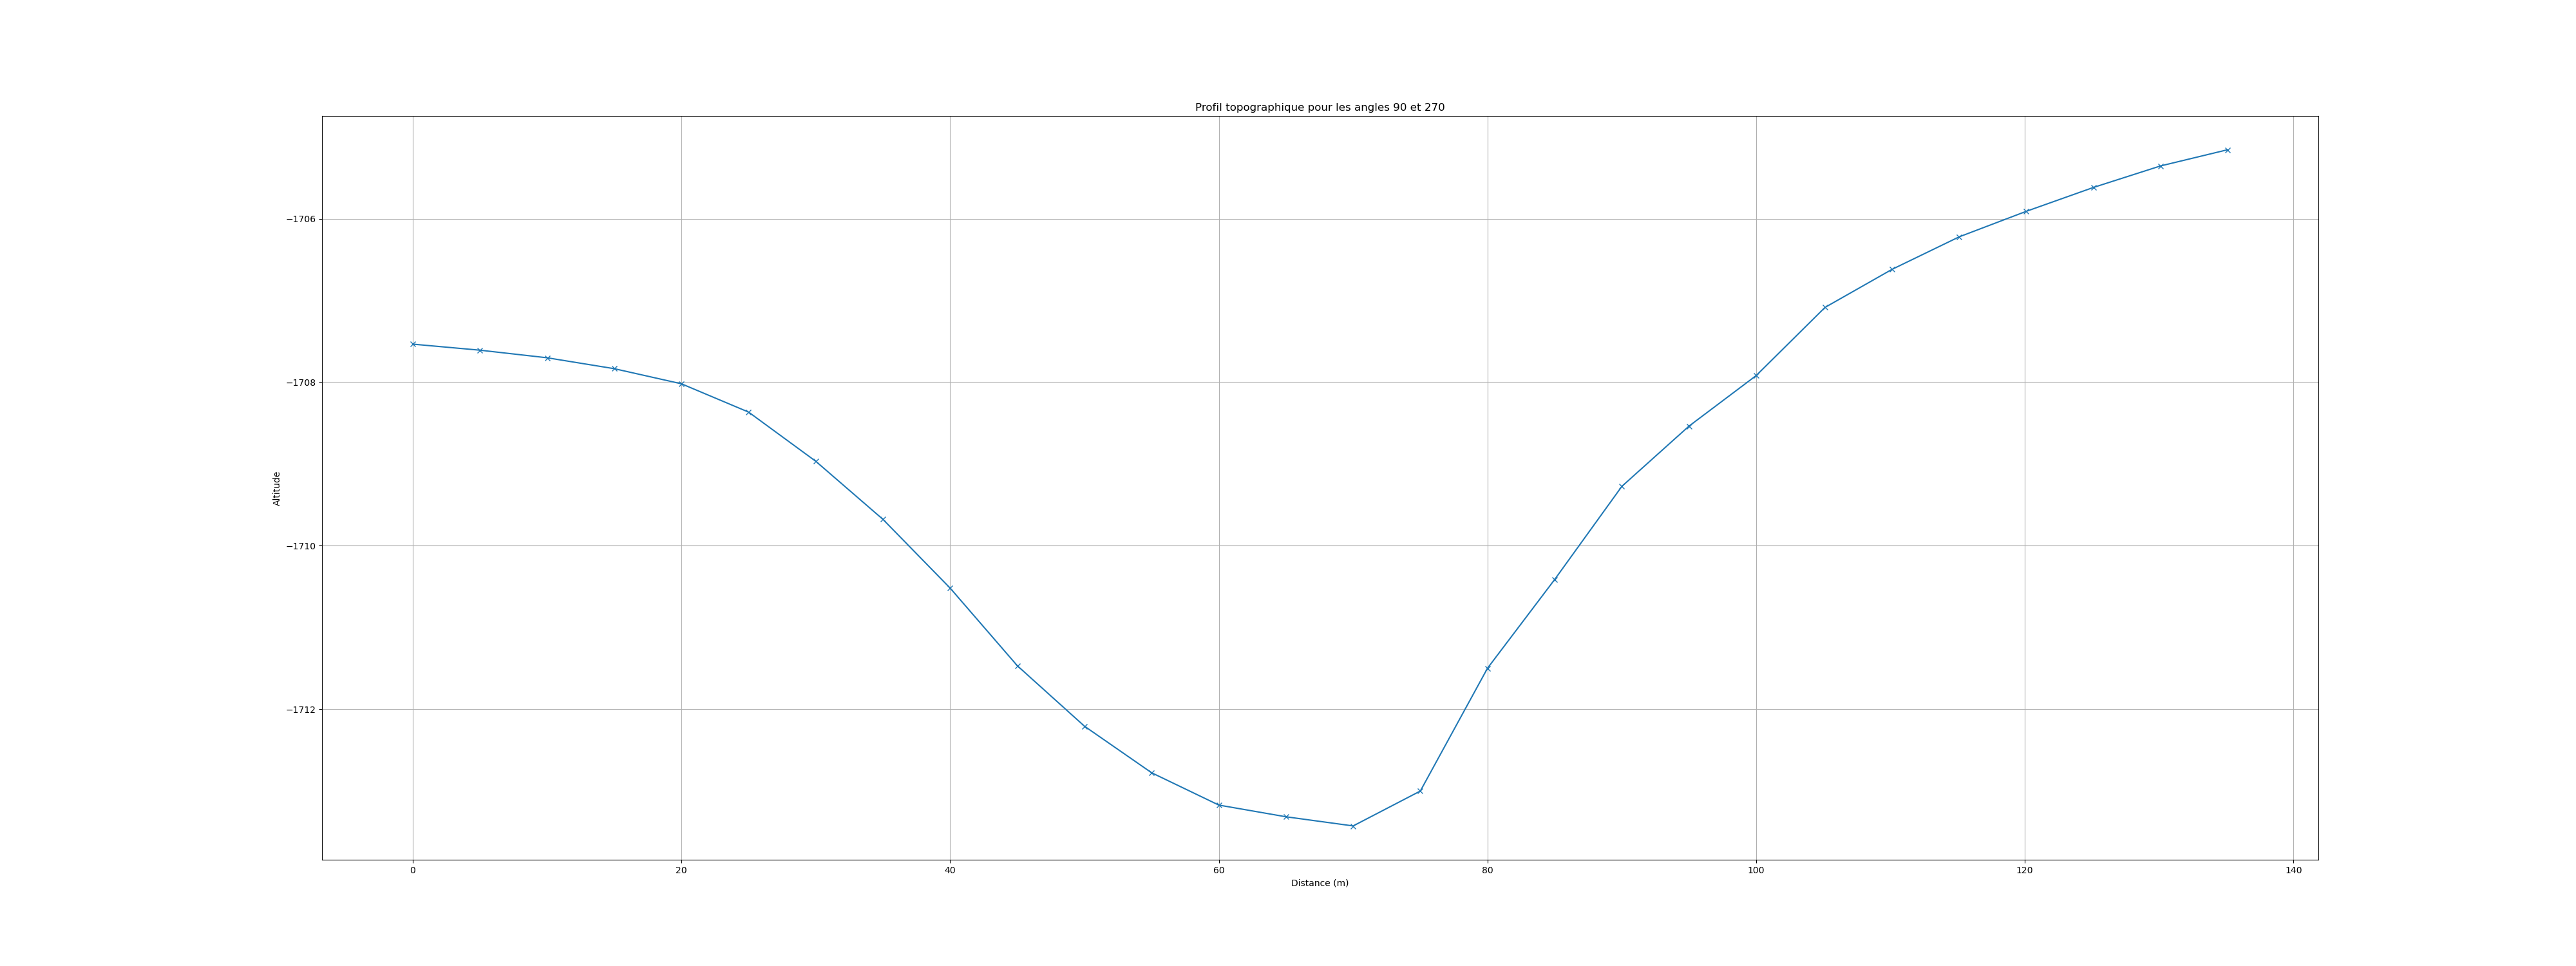 Profil topographique pour les angles 90 et 270
−1706
−1708
−1710
−1712
Altitude
0 20 40 60 80 100 120 140
Distance (m)